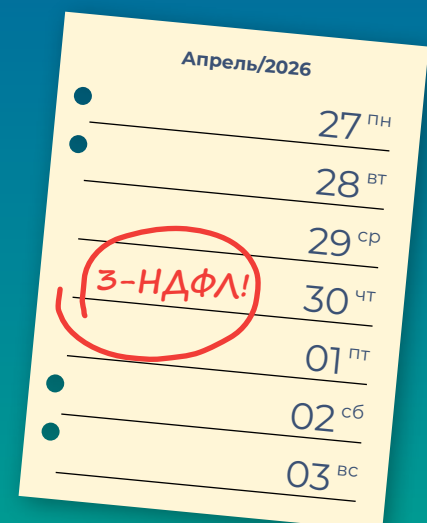 Апрель/2026
27 пн
28 вт
29 ср
3-НДФЛ! 30 чт
01 пт
02 сб
03 вс